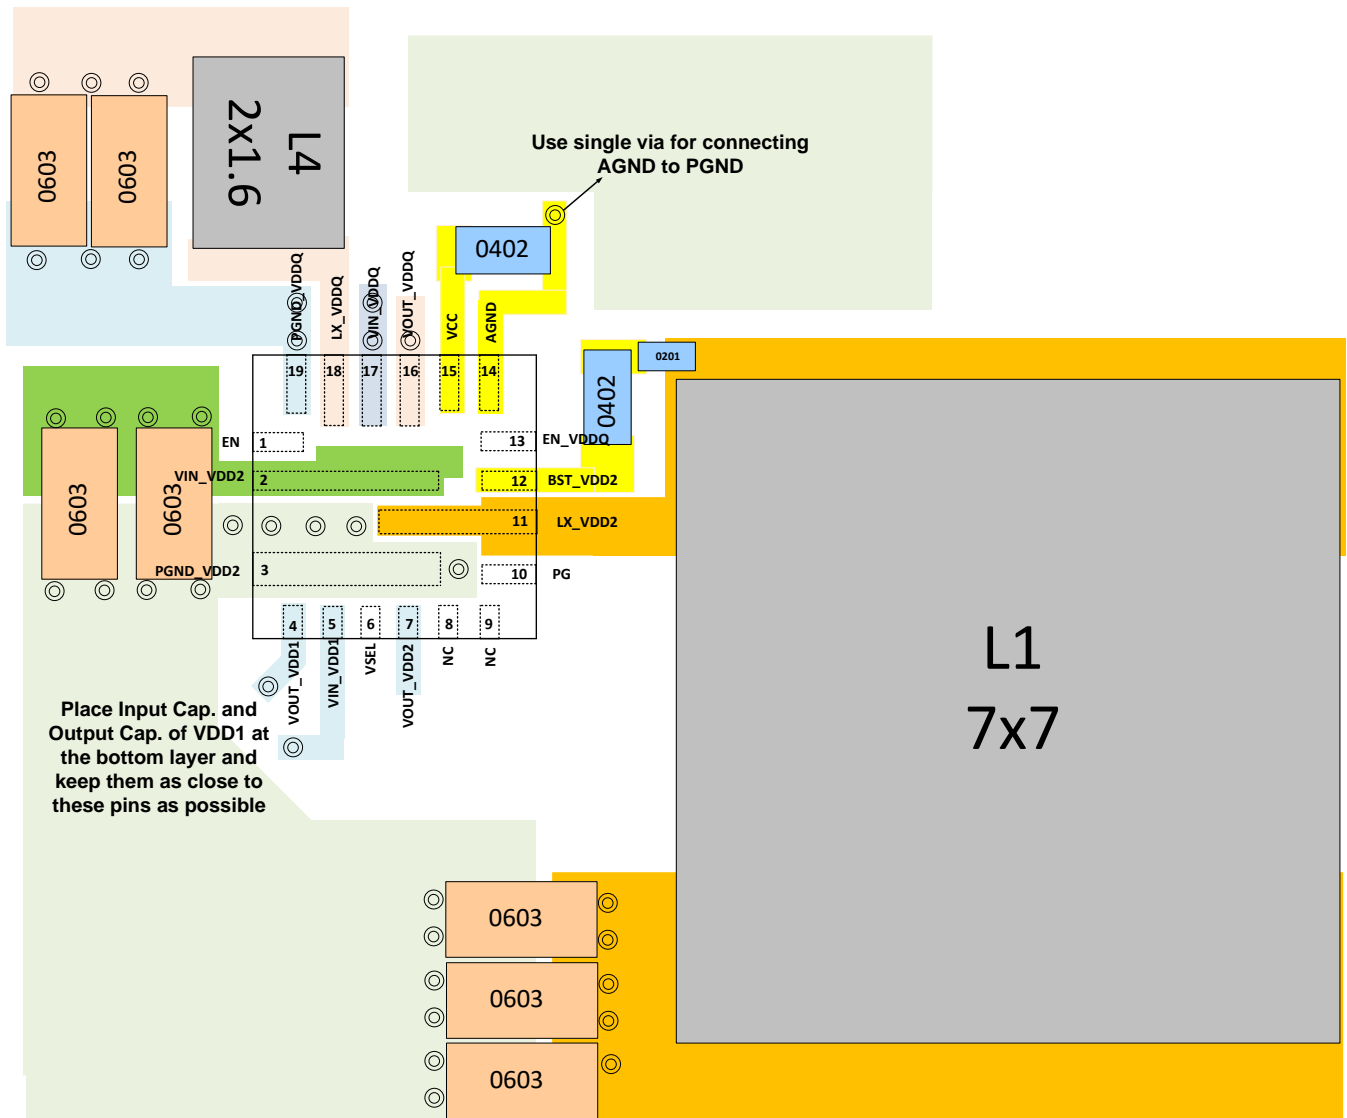 L4
2x1.6
0603
0603
Use single via for connecting
AGND to PGND
0402
PGND_VDDQ
LX_VDDQ
VIN_VDDQ
VOUT_VDDQ
VCC
AGND
0201
0402
19
18
17
16
15
14
EN
1
13
EN_VDDQ
VIN_VDD2
2
12
BST_VDD2
0603
0603
11
LX_VDD2
PGND_VDD2
3
10
PG
4
5
6
7
8
9
VOUT_VDD1
VIN_VDD1
VSEL
VOUT_VDD2
NC
NC
L1
7x7
Place Input Cap. and
Output Cap. of VDD1 at
the bottom layer and
keep them as close to
these pins as possible
0603
0603
0603